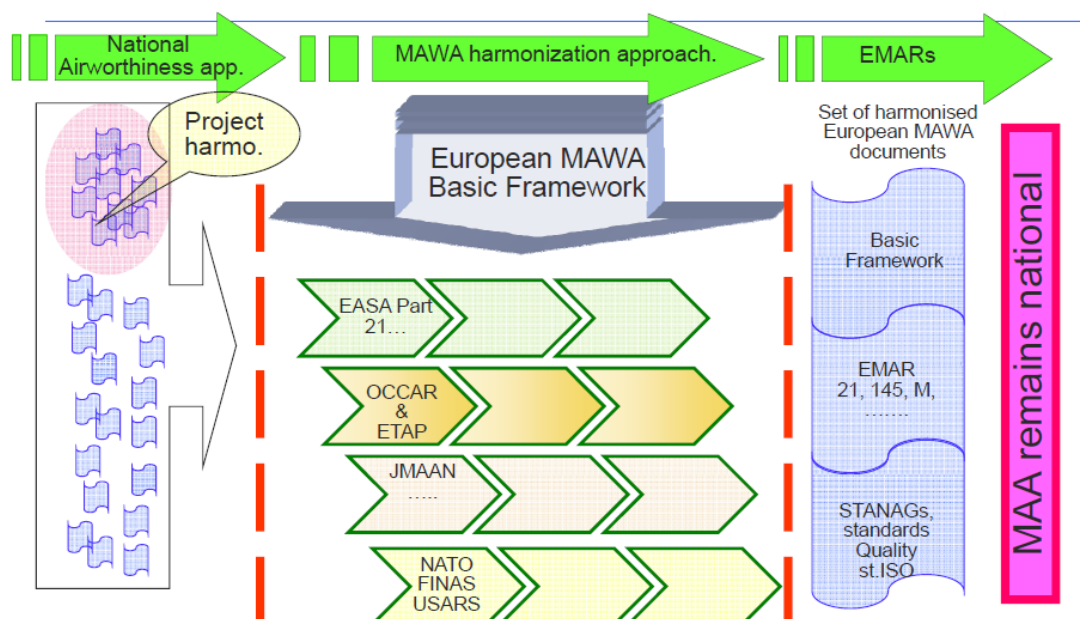 National
Airworthiness app.
MAWA harmonization approach.
EMARs
Project
harmo.
European MAWA
Basic Framework
EASA Part
21...
OCCAR
&
ETAP
JMAAN
.....
NATO
FINAS
USARS
Set of harmonised
European MAWA
documents
Basic
Framework
EMAR
21, 145, M,
.......
STANAGs,
standards
Quality
st.ISO
MAA remains national